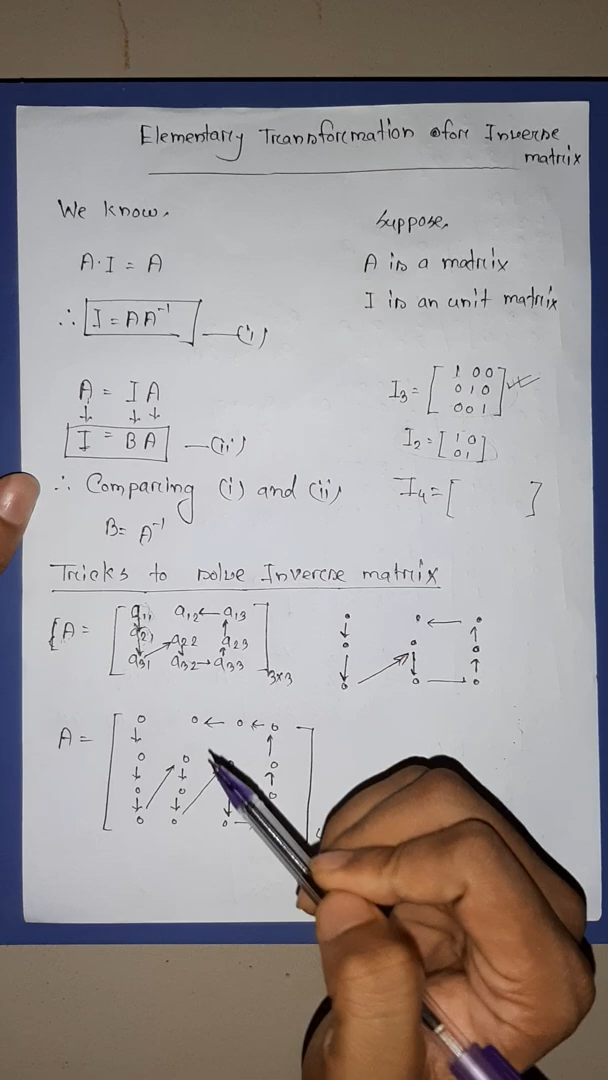 Elementary Transformation for Inverse
matrix
We know,
A·I = A
∴ I = AA⁻¹ —(i)
A = I A
↓ ↓ ↓
I = B A —(ii)
∴ Comparing (i) and (ii),
B = A⁻¹
Suppose,
A is a matrix
I is an unit matrix
I₃ = [ 1 0 0
0 1 0
0 0 1 ]
I₂ = [ 1 0
0 1 ]
I₄ = [ ]
Tricks to solve Inverse matrix
{A = [ a₁₁ a₁₂ ← a₁₃
a₂₁ a₂₂ a₂₃
a₃₁ a₃₂ → a₃₃ ] 3×3
A = [